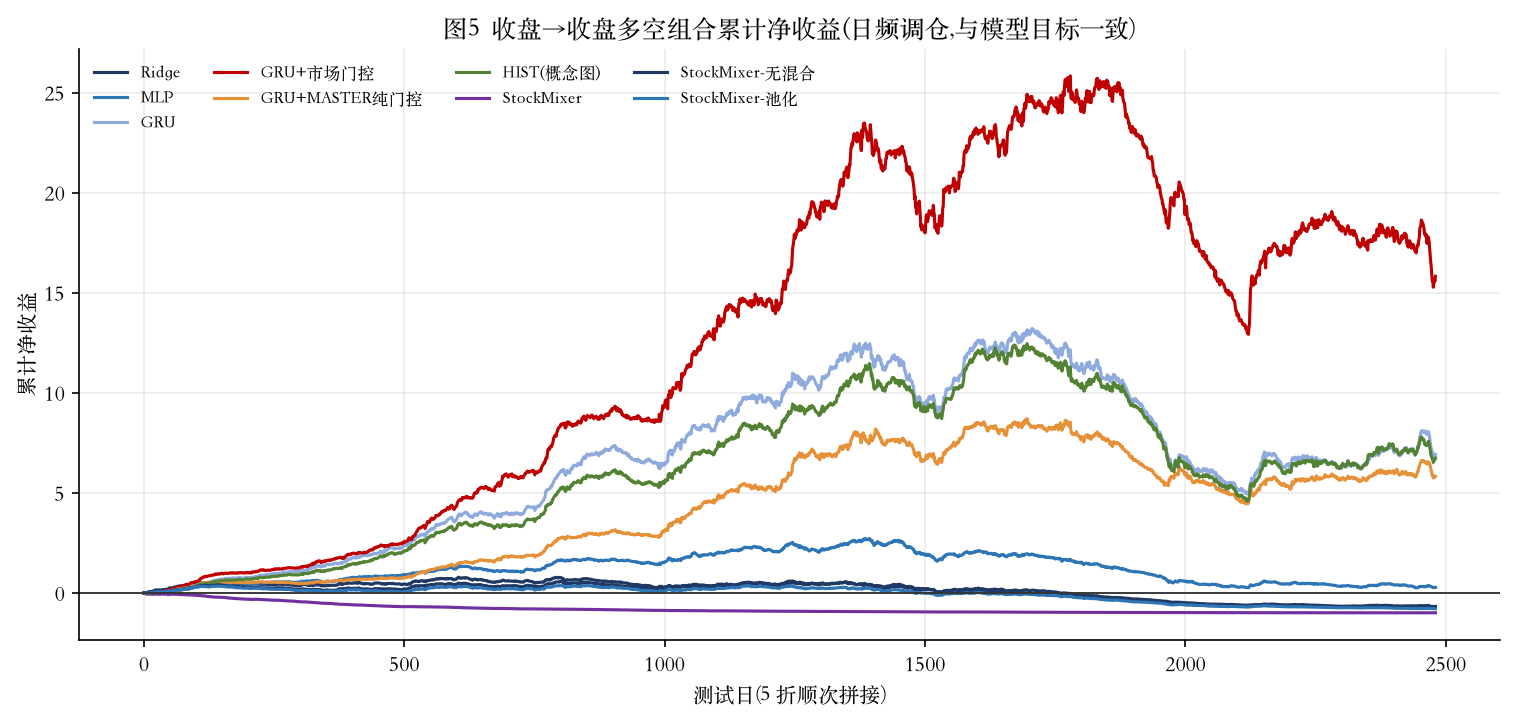 图5 收盘→收盘多空组合累计净收益(日频调仓,与模型目标一致)
Ridge
MLP
GRU
GRU+市场门控
GRU+MASTER纯门控
HIST(概念图)
StockMixer
StockMixer-无混合
StockMixer-池化
累计净收益
25
20
15
10
5
0
0
500
1000
1500
2000
2500
测试日(5 折顺次拼接)